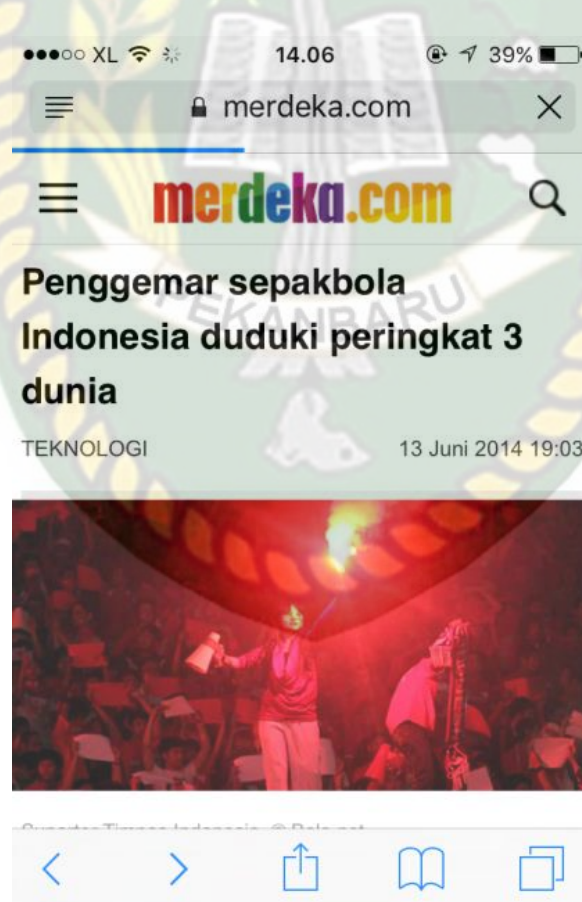 ●●●○○ XL 14.06 39%
merdeka.com
merdeka.com
Penggemar sepakbola
Indonesia duduki peringkat 3
dunia
PEKANBARU
TEKNOLOGI 13 Juni 2014 19:03